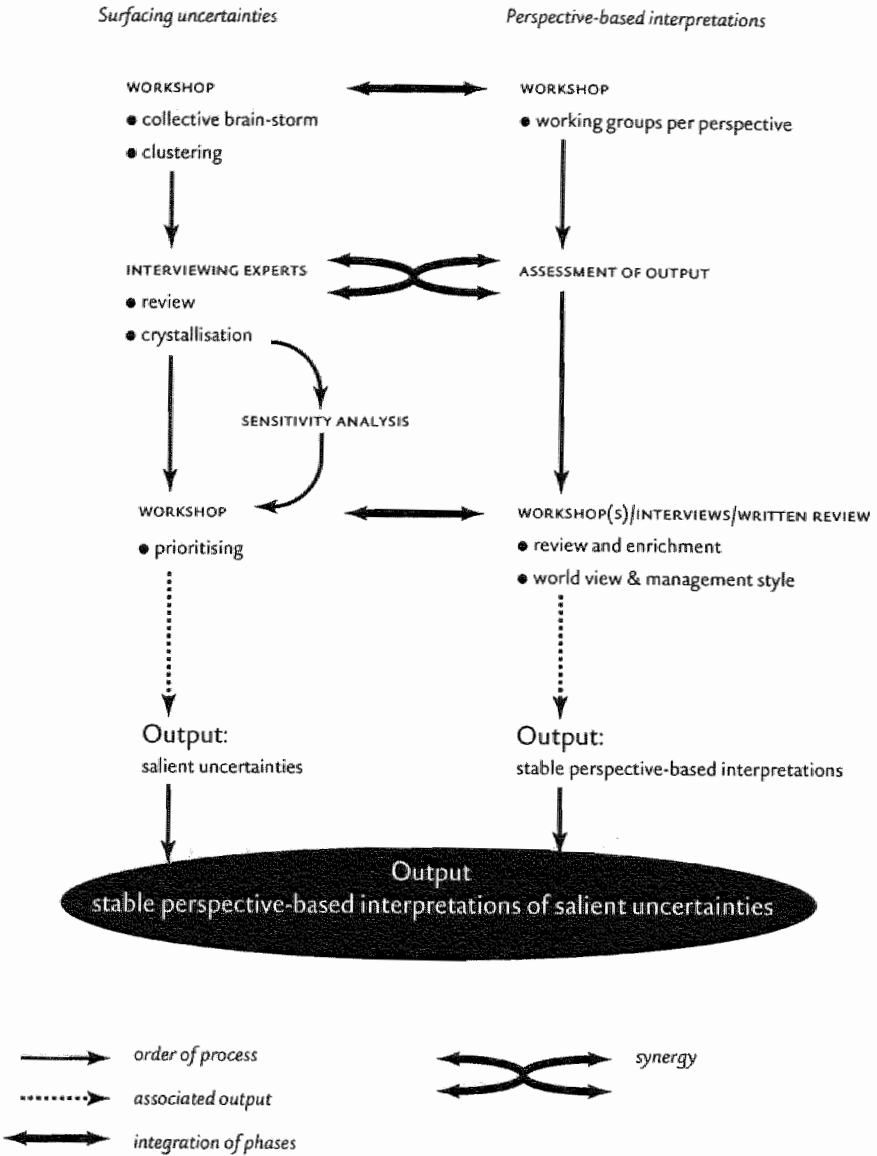 Surfacing uncertainties
Perspective-based interpretations
WORKSHOP
• collective brain-storm
• clustering
WORKSHOP
• working groups per perspective
INTERVIEWING EXPERTS
• review
• crystallisation
ASSESSMENT OF OUTPUT
SENSITIVITY ANALYSIS
WORKSHOP
• prioritising
WORKSHOP(S)/INTERVIEWS/WRITTEN REVIEW
• review and enrichment
• world view & management style
Output:
salient uncertainties
Output:
stable perspective-based interpretations
Output
stable perspective-based interpretations of salient uncertainties
order of process
associated output
integration of phases
synergy